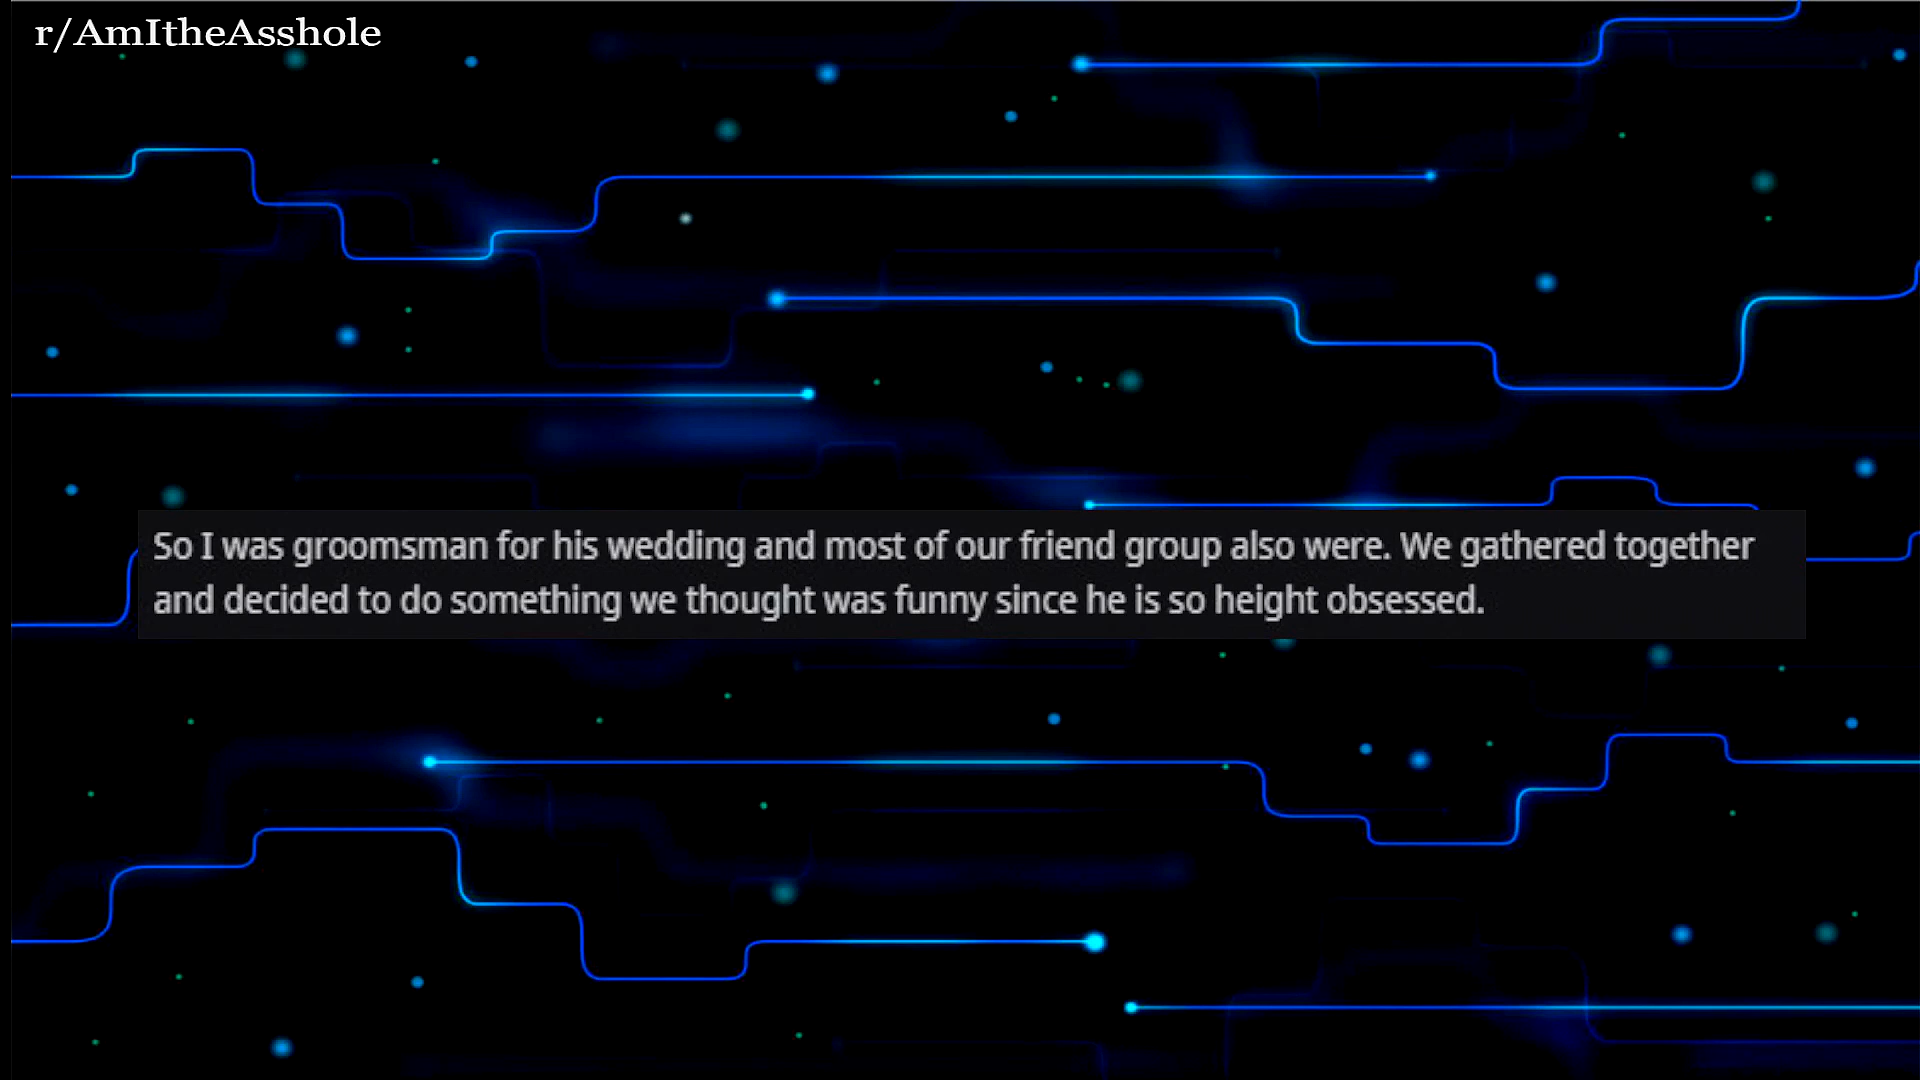 r/AmItheAsshole
So I was groomsman for his wedding and most of our friend group also were. We gathered together
and decided to do something we thought was funny since he is so height obsessed.